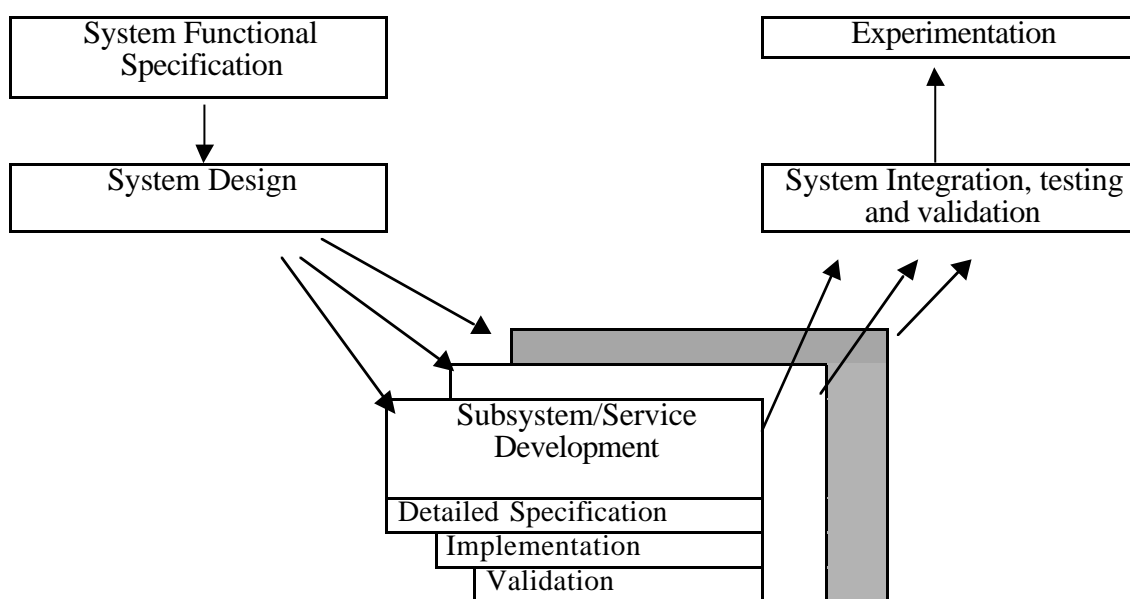 System Functional
Specification
Experimentation
System Design
System Integration, testing
and validation
Subsystem/Service
Development
Detailed Specification
Implementation
Validation